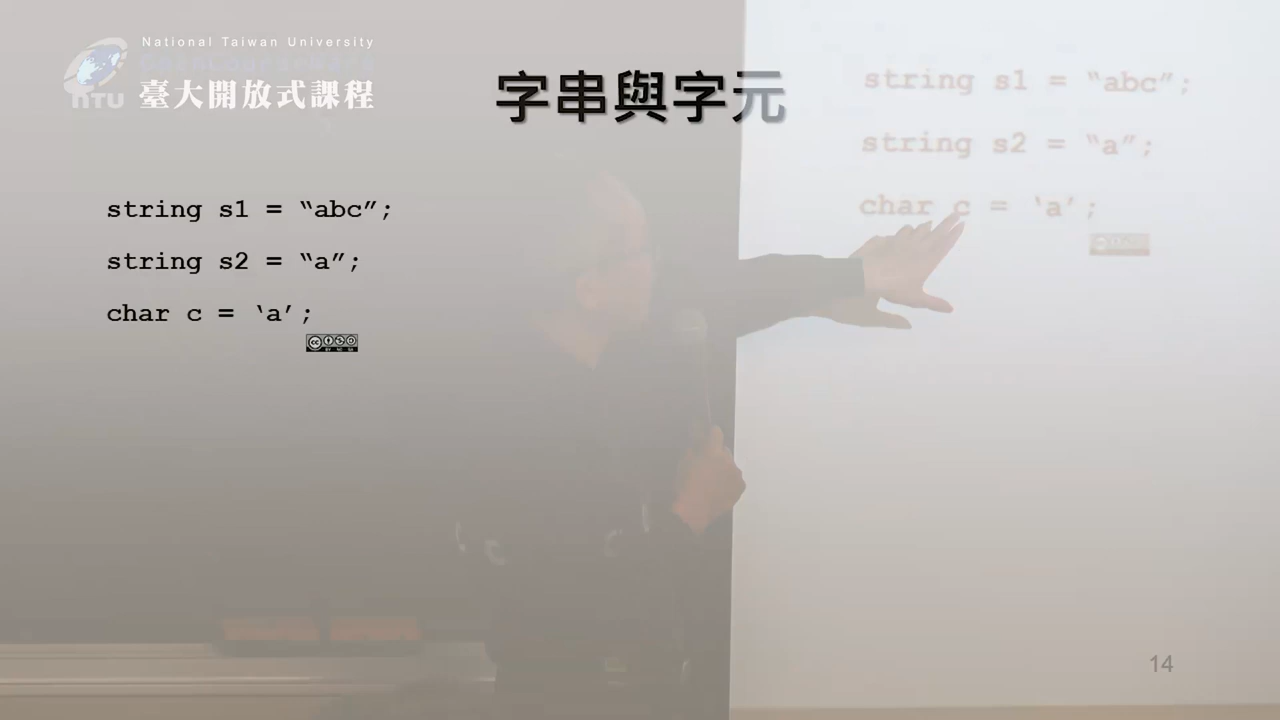 National Taiwan University
OpenCourseWare
NTU 臺大開放式課程
字串與字元
string s1 = “abc”;
string s2 = “a”;
char c = ‘a’;
string s1 = “abc”;
string s2 = “a”;
char c = ‘a’;
14